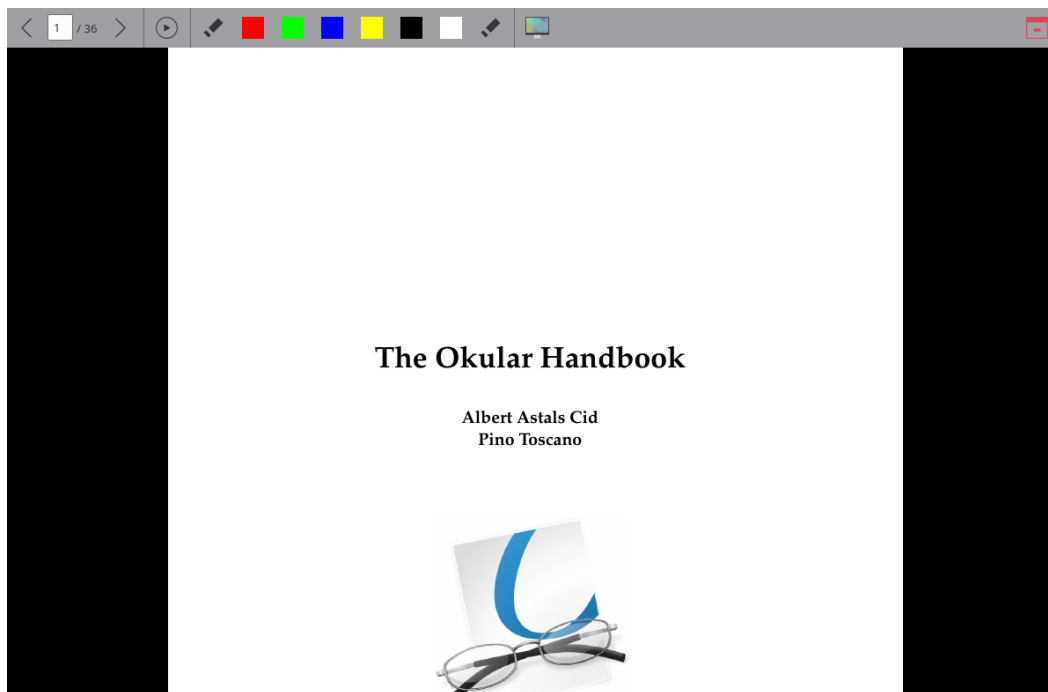 1 / 36
The Okular Handbook
Albert Astals Cid
Pino Toscano